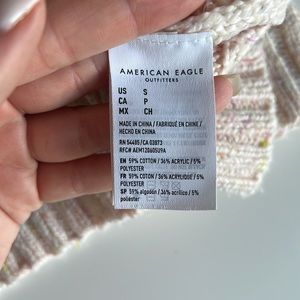 AMERICAN EAGLE
OUTFITTERS
US S
CA P
MX CH
MADE IN CHINA / FABRIQUÉ EN CHINE /
HECHO EN CHINA
RN 54485/CA 03873
EN 59% COTTON / 36% ACRYLIC / 5%
POLYESTER
FR 59% COTON / 36% ACRYLIQUE / 5%
POLYESTER
SP 59% algodón / 36% acrílico / 5%
poliéster